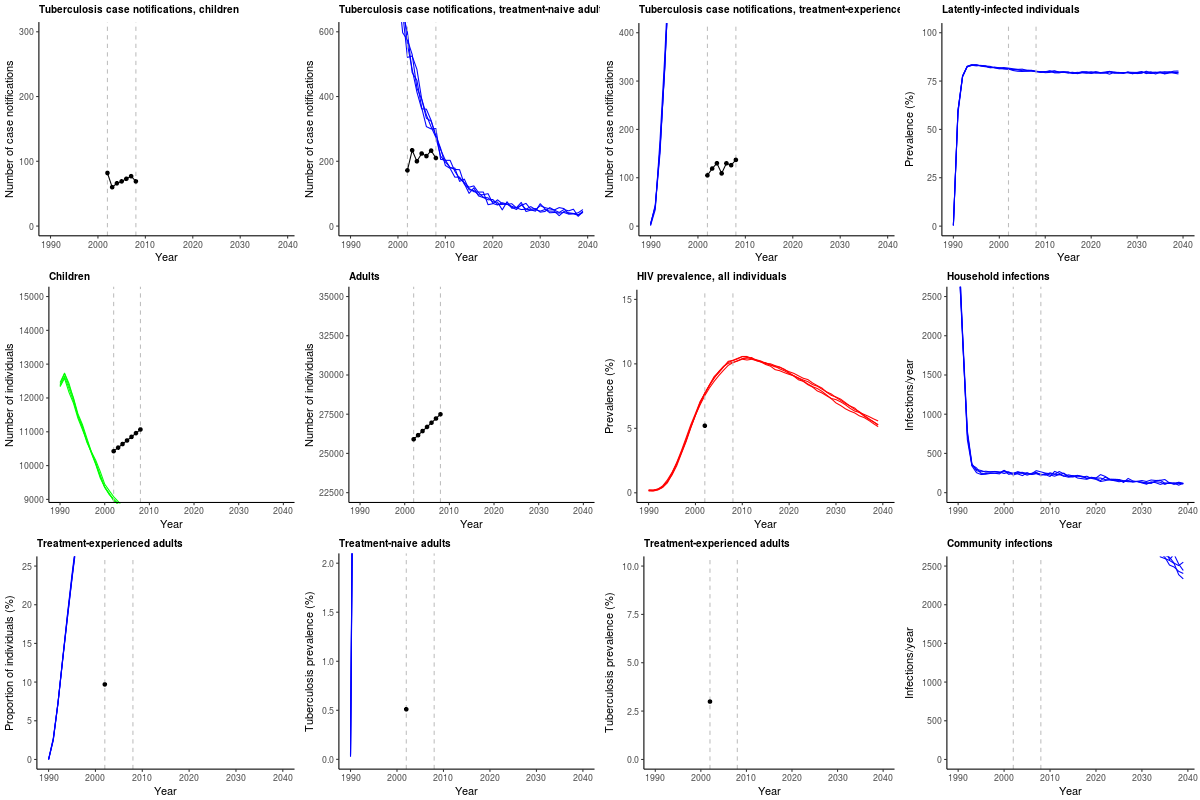 Tuberculosis case notifications, children
Number of case notifications
300
200
100
0
1990 2000 2010 2020 2030 2040
Year
Tuberculosis case notifications, treatment-naive adul
Number of case notifications
600
400
200
0
1990 2000 2010 2020 2030 2040
Year
Tuberculosis case notifications, treatment-experience
Number of case notifications
400
300
200
100
0
1990 2000 2010 2020 2030 2040
Year
Latently-infected individuals
Prevalence (%)
100
75
50
25
0
1990 2000 2010 2020 2030 2040
Year
Children
Number of individuals
15000
14000
13000
12000
11000
10000
9000
1990 2000 2010 2020 2030 2040
Year
Adults
Number of individuals
35000
32500
30000
27500
25000
22500
1990 2000 2010 2020 2030 2040
Year
HIV prevalence, all individuals
Prevalence (%)
15
10
5
0
1990 2000 2010 2020 2030 2040
Year
Household infections
Infections/year
2500
2000
1500
1000
500
0
1990 2000 2010 2020 2030 2040
Year
Treatment-experienced adults
Proportion of individuals (%)
25
20
15
10
5
0
1990 2000 2010 2020 2030 2040
Year
Treatment-naive adults
Tuberculosis prevalence (%)
2.0
1.5
1.0
0.5
0.0
1990 2000 2010 2020 2030 2040
Year
Treatment-experienced adults
Tuberculosis prevalence (%)
10.0
7.5
5.0
2.5
0.0
1990 2000 2010 2020 2030 2040
Year
Community infections
Infections/year
2500
2000
1500
1000
500
0
1990 2000 2010 2020 2030 2040
Year